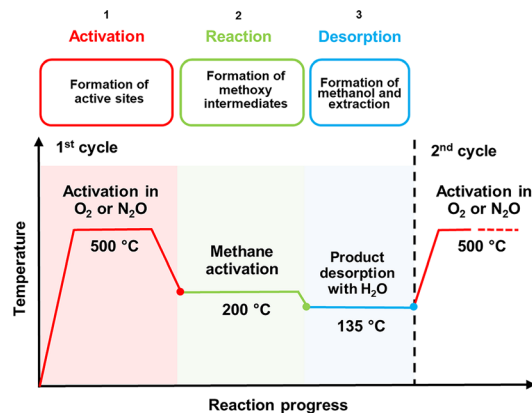 1
2
3
Activation
Reaction
Desorption
Formation of
active sites
Formation of
methoxy
intermediates
Formation of
methanol and
extraction
1st cycle
2nd cycle
Activation in
O2 or N2O
500 °C
Methane
activation
200 °C
Product
desorption
with H2O
135 °C
Activation in
O2 or N2O
500 °C
Temperature
Reaction progress